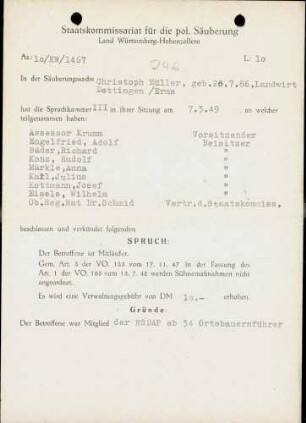 Staatskommissariat für die pol. Säuberung
Land Württemberg-Hohenzollern
Az: 10/KW/1467
L: 10
246
In der Säuberungssache Christoph Müller, geb.26.7.86,Landwirt
Dettingen /Erms
hat die Spruchkammer III in ihrer Sitzung am 7.3.49 , an welcher
teilgenommen haben:
Assessor Krumm Vorsitzender
Engelfried, Adolf Beisitzer
Bader,Richard "
Konz, Rudolf "
Märkle,Anna "
Karl,Julius "
Kottmann,Josef "
Eisele, Wilhelm "
Ob.Reg.Rat Dr.Schmid Vertr.d.Staatskommiss.
beschlossen und verkündet folgenden
SPRUCH:
Der Betroffene ist Mitläufer.
Gem. Art. 5 der VO. 133 vom 17. 11. 47 in der Fassung des
Art. 1 der VO. 165 vom 13. 7. 48 werden Sühnemaßnahmen nicht
angeordnet.
Es wird eine Verwaltungsgebühr von DM 10.- erhoben.
Gründe
Der Betroffene war Mitglied der NSDAP ab 34 Ortsbauernführer